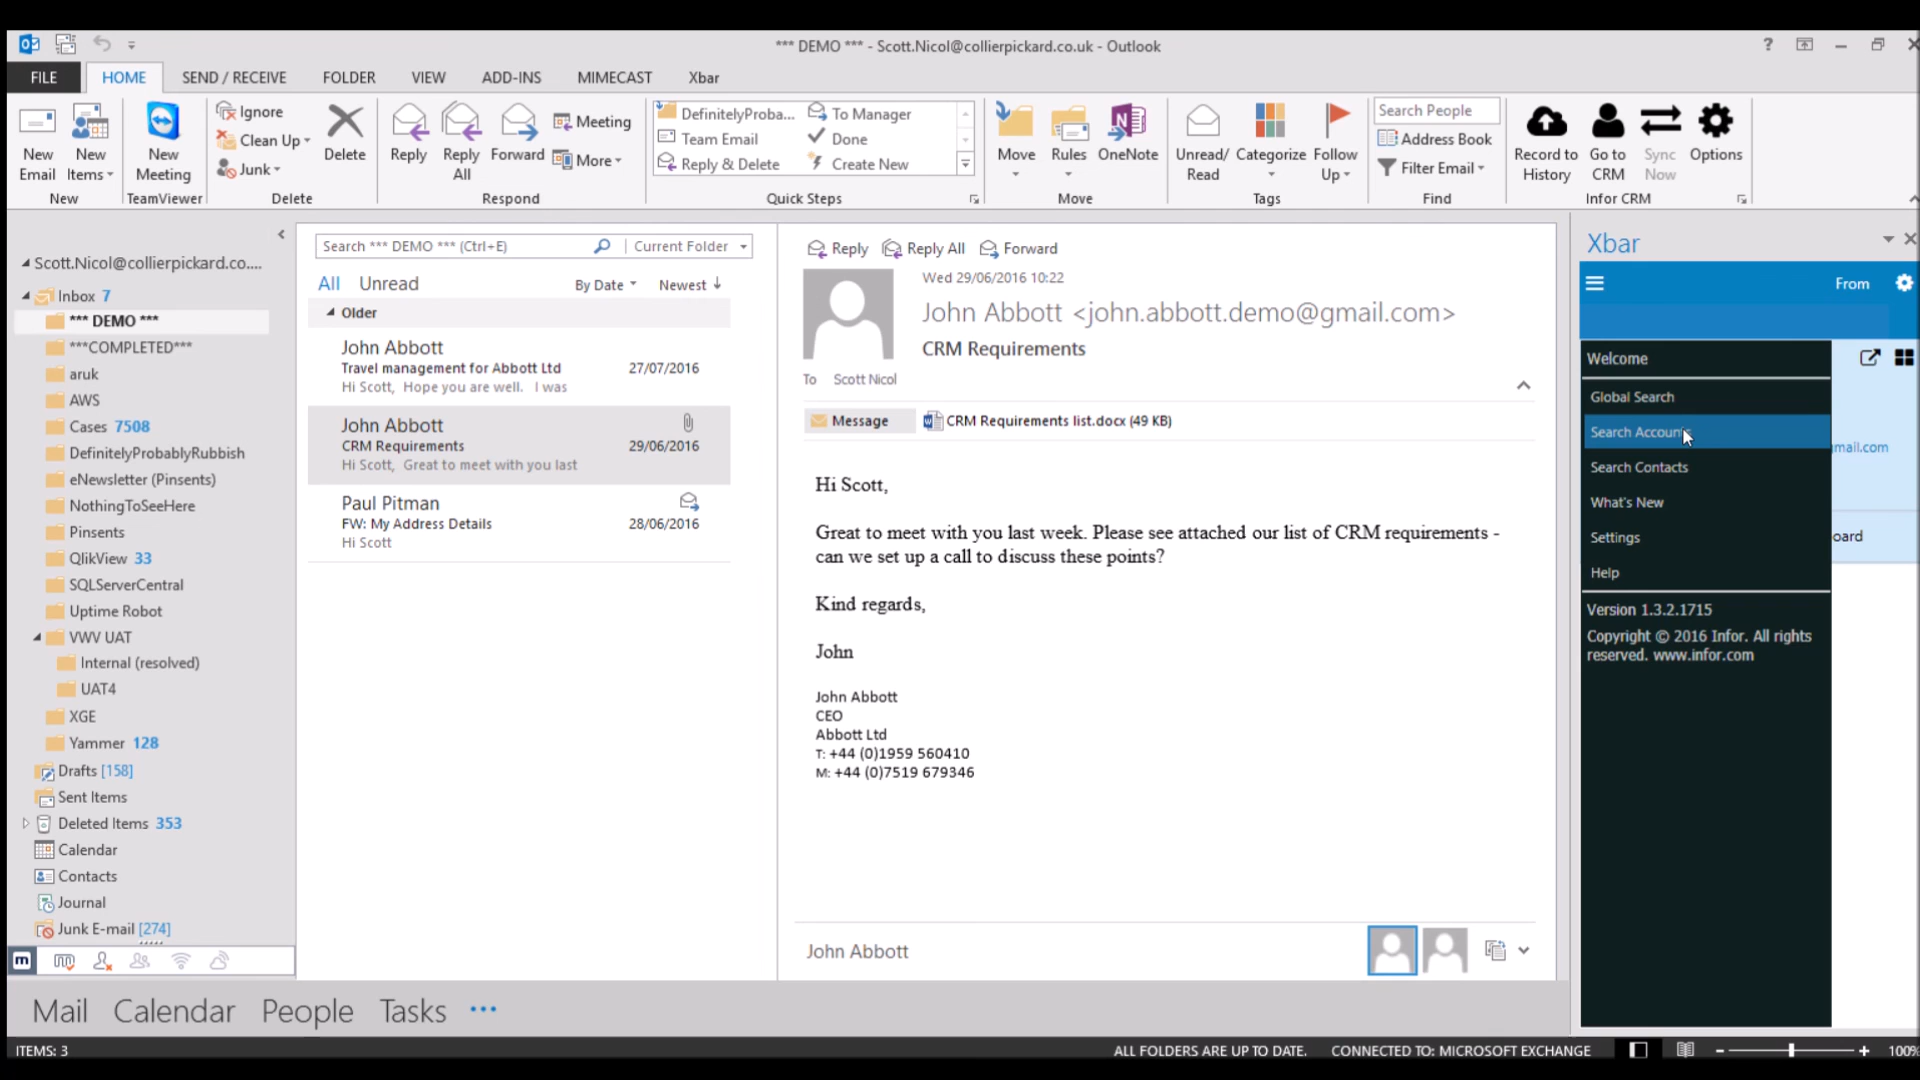 *** DEMO *** - Scott.Nicol@collierpickard.co.uk - Outlook
FILE HOME SEND / RECEIVE FOLDER VIEW ADD-INS MIMECAST Xbar
New Email
New Items
New
New Meeting
TeamViewer
Ignore
Clean Up
Junk
Delete
Delete
Reply
Reply All
Forward
Meeting
More
Respond
DefinitelyProba...
Team Email
Reply & Delete
To Manager
Done
Create New
Quick Steps
Move
Rules
OneNote
Move
Unread/ Read
Categorize
Follow Up
Tags
Search People
Address Book
Filter Email
Find
Record to History
Go to CRM
Sync Now
Options
Infor CRM
Scott.Nicol@collierpickard.co....
Inbox 7
*** DEMO ***
***COMPLETED***
aruk
AWS
Cases 7508
DefinitelyProbablyRubbish
eNewsletter (Pinsents)
NothingToSeeHere
Pinsents
QlikView 33
SQLServerCentral
Uptime Robot
VWV UAT
Internal (resolved)
UAT4
XGE
Yammer 128
Drafts [158]
Sent Items
Deleted Items 353
Calendar
Contacts
Journal
Junk E-mail [274]
Search *** DEMO *** (Ctrl+E)
Current Folder
All Unread
By Date Newest
Older
John Abbott
Travel management for Abbott Ltd 27/07/2016
Hi Scott, Hope you are well. I was
John Abbott
CRM Requirements 29/06/2016
Hi Scott, Great to meet with you last
Paul Pitman
FW: My Address Details 28/06/2016
Hi Scott
Reply Reply All Forward
Wed 29/06/2016 10:22
John Abbott <john.abbott.demo@gmail.com>
CRM Requirements
To Scott Nicol
Message CRM Requirements list.docx (49 KB)
Hi Scott,
Great to meet with you last week. Please see attached our list of CRM requirements -
can we set up a call to discuss these points?
Kind regards,
John
John Abbott
CEO
Abbott Ltd
T: +44 (0)1959 560410
M: +44 (0)7519 679346
John Abbott
Xbar
From
Welcome
Global Search
Search Accounts
Search Contacts
What's New
Settings
Help
Version 1.3.2.1715
Copyright © 2016 Infor. All rights
reserved. www.infor.com
mail.com
oard
Mail Calendar People Tasks
ITEMS: 3
ALL FOLDERS ARE UP TO DATE. CONNECTED TO: MICROSOFT EXCHANGE 100%